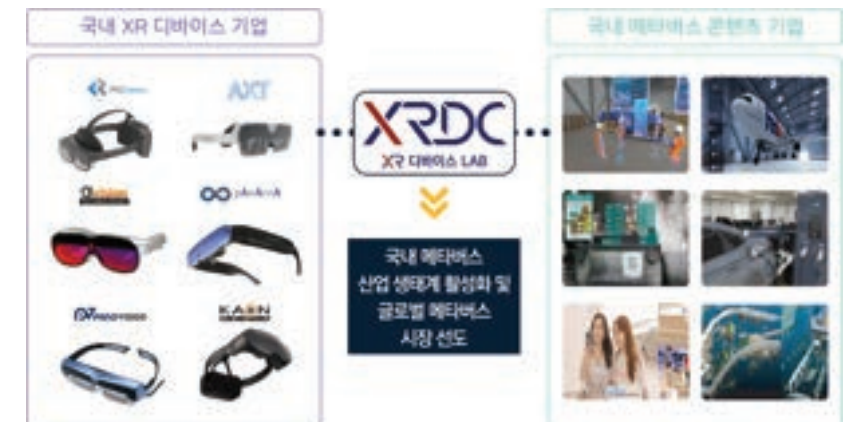 국내 XR 디바이스 기업
국내 메타버스 콘텐츠 기업
AXT
XRDC
XR 디바이스 LAB
KAEN
국내 메타버스
산업 생태계 활성화 및
글로벌 메타버스
시장 선도